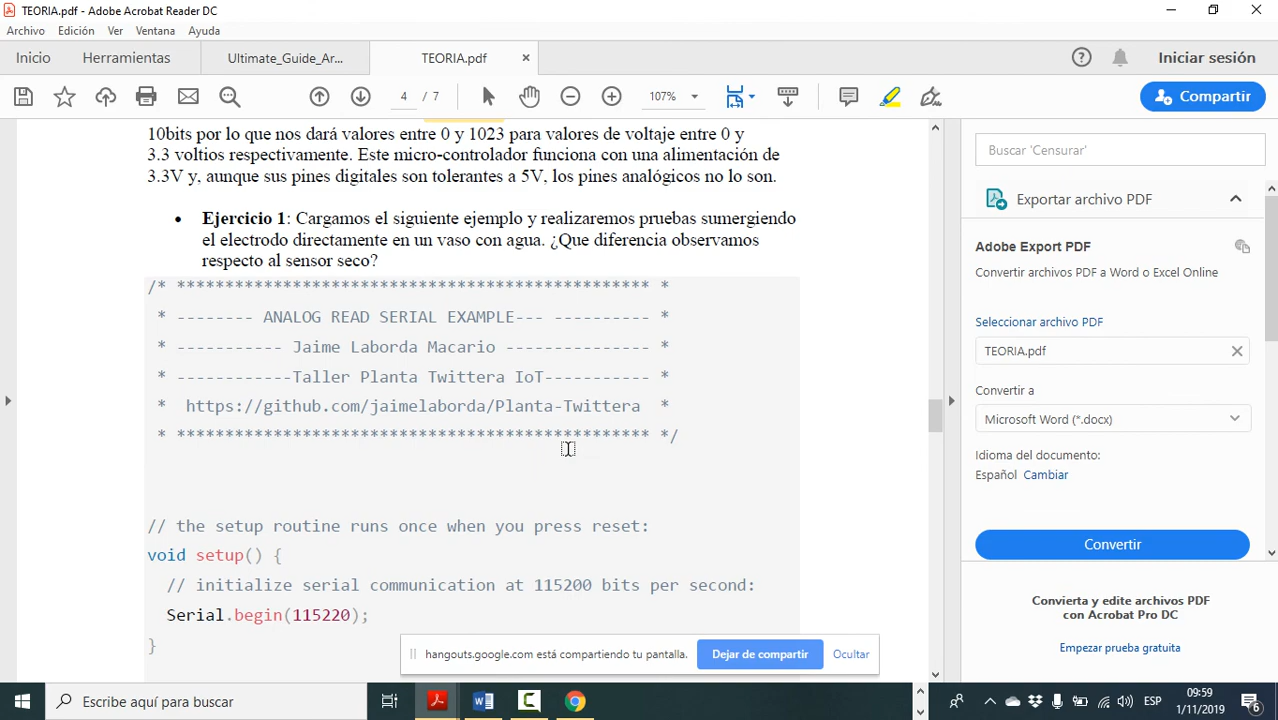 TEORIA.pdf - Adobe Acrobat Reader DC
Archivo Edición Ver Ventana Ayuda
Inicio Herramientas Ultimate_Guide_Ar... TEORIA.pdf
Iniciar sesión
4 / 7 107% Compartir
10bits por lo que nos dará valores entre 0 y 1023 para valores de voltaje entre 0 y
3.3 voltios respectivamente. Este micro-controlador funciona con una alimentación de
3.3V y, aunque sus pines digitales son tolerantes a 5V, los pines analógicos no lo son.
• Ejercicio 1: Cargamos el siguiente ejemplo y realizaremos pruebas sumergiendo
el electrodo directamente en un vaso con agua. ¿Que diferencia observamos
respecto al sensor seco?
/* ************************************************* *
* -------- ANALOG READ SERIAL EXAMPLE--- ---------- *
* ----------- Jaime Laborda Macario --------------- *
* ------------Taller Planta Twittera IoT----------- *
* https://github.com/jaimelaborda/Planta-Twittera *
* ************************************************* */
// the setup routine runs once when you press reset:
void setup() {
// initialize serial communication at 115200 bits per second:
Serial.begin(115220);
}
Buscar 'Censurar'
Exportar archivo PDF
Adobe Export PDF
Convertir archivos PDF a Word o Excel Online
Seleccionar archivo PDF
TEORIA.pdf
Convertir a
Microsoft Word (*.docx)
Idioma del documento:
Español Cambiar
Convertir
Convierta y edite archivos PDF
con Acrobat Pro DC
Empezar prueba gratuita
hangouts.google.com está compartiendo tu pantalla. Dejar de compartir Ocultar
Escribe aquí para buscar
ESP
09:59
1/11/2019
6